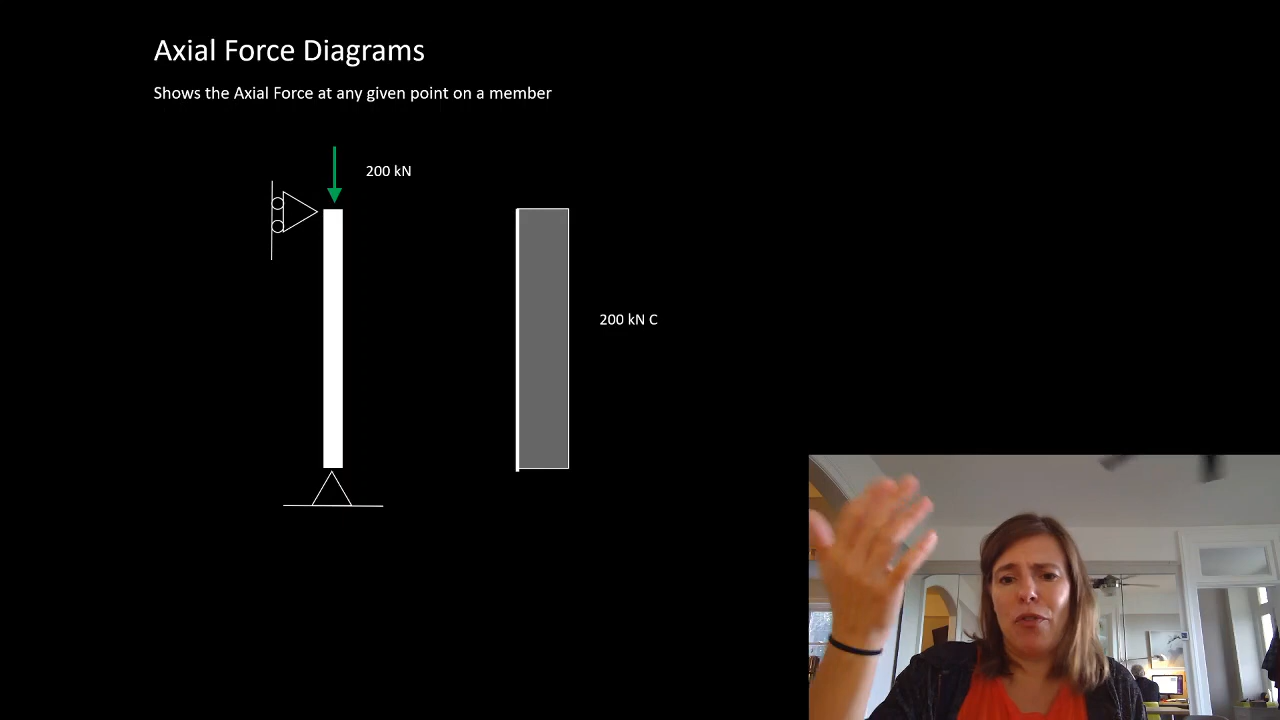 Axial Force Diagrams
Shows the Axial Force at any given point on a member
200 kN
200 kN C